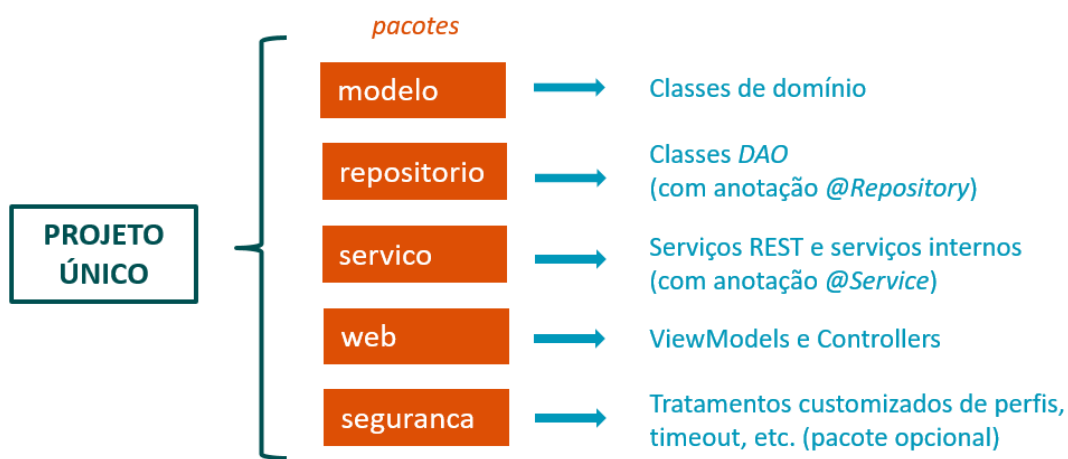 pacotes
modelo
Classes de domínio
repositorio
Classes DAO
(com anotação @Repository)
PROJETO
ÚNICO
servico
Serviços REST e serviços internos
(com anotação @Service)
web
ViewModels e Controllers
seguranca
Tratamentos customizados de perfis,
timeout, etc. (pacote opcional)